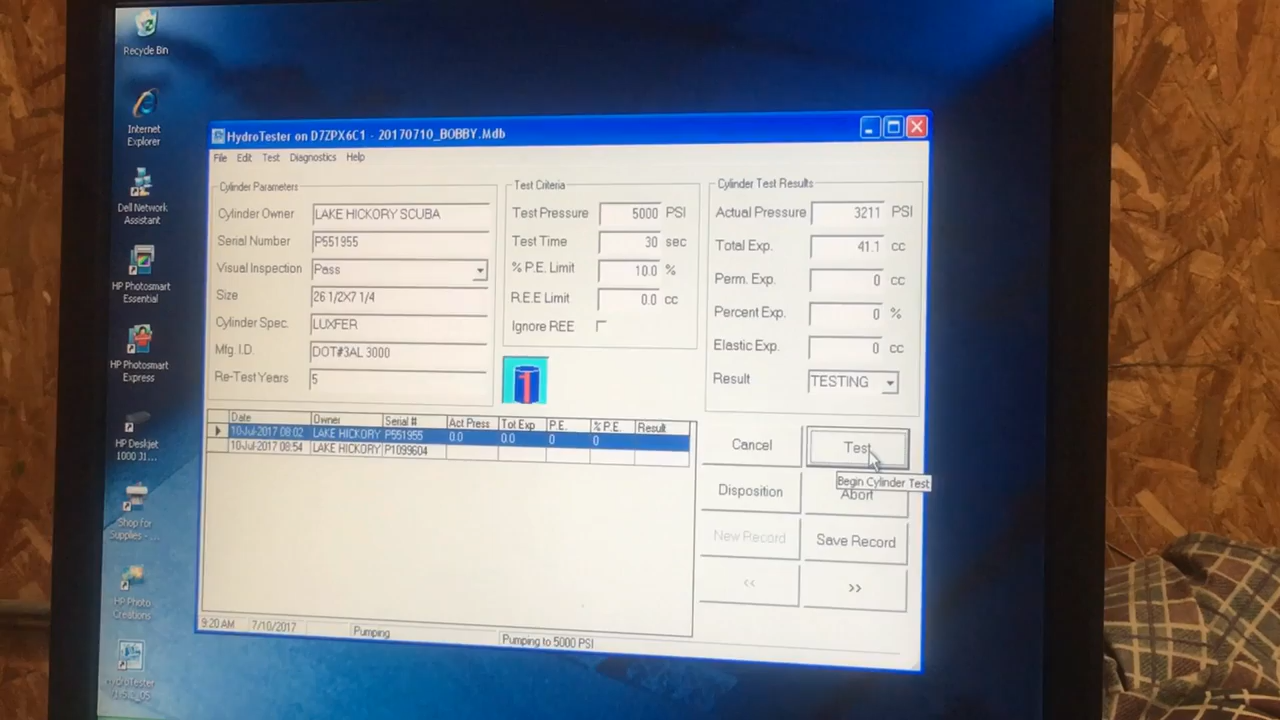 Recycle Bin
Internet
Explorer
Dell Network
Assistant
HP Photosmart
Essential
HP Photosmart
Express
HP Deskjet
1000 J1...
Shop for
Supplies - ...
HP Photo
Creations
HydroTester
HydroTester on D7ZPX6C1 - 20170710_BOBBY.Mdb
File Edit Test Diagnostics Help
Cylinder Parameters
Cylinder Owner LAKE HICKORY SCUBA
Serial Number P551955
Visual Inspection Pass
Size 26 1/2X7 1/4
Cylinder Spec. LUXFER
Mfg. I.D. DOT#3AL 3000
Re-Test Years 5
Test Criteria
Test Pressure 5000 PSI
Test Time 30 sec
% P.E. Limit 10.0 %
R.E.E Limit 0.0 cc
Ignore REE
1
Cylinder Test Results
Actual Pressure 3211 PSI
Total Exp. 41.1 cc
Perm. Exp. 0 cc
Percent Exp. 0 %
Elastic Exp. 0 cc
Result TESTING
Date Owner Serial # Act Press Tot Exp P.E. % P.E. Result
10-Jul-2017 08:02 LAKE HICKORY P551955 0.0 0.0 0 0
10-Jul-2017 08:54 LAKE HICKORY P1099604
Cancel Test
Begin Cylinder Test
Disposition Abort
New Record Save Record
<< >>
9:20 AM 7/10/2017 Pumping Pumping to 5000 PSI